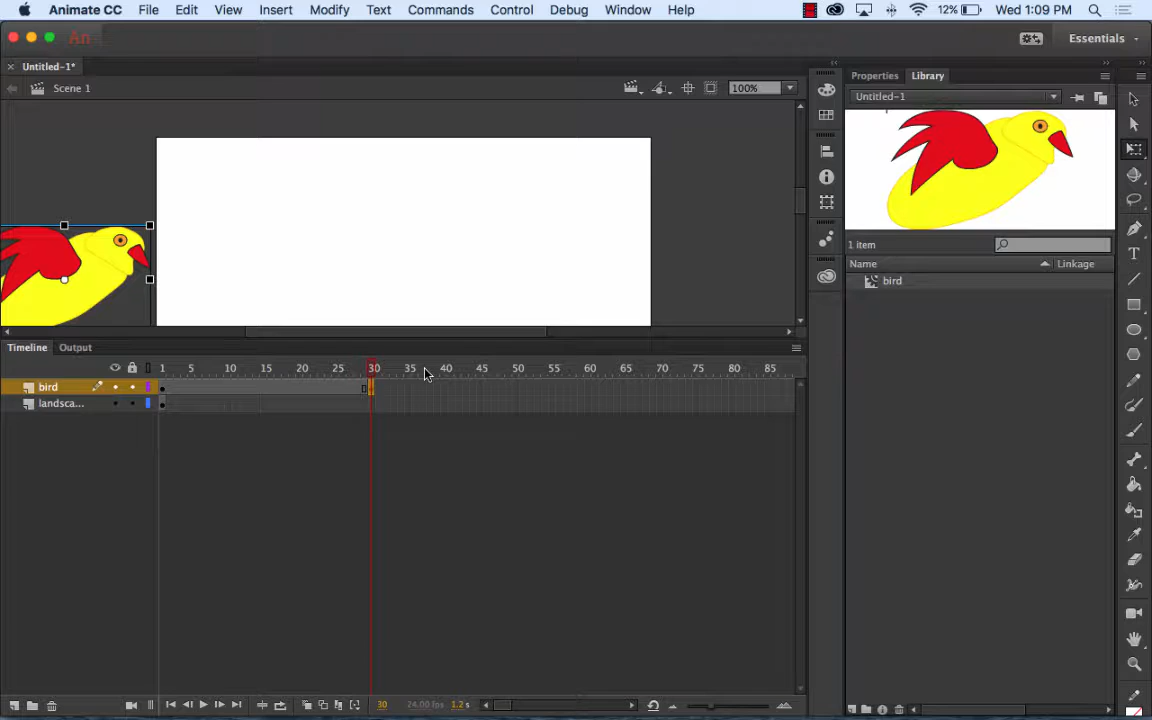 Animate CC File Edit View Insert Modify Text Commands Control Debug Window Help 12% Wed 1:09 PM
An Essentials
× Untitled-1*
Scene 1 100%
Properties Library
Untitled-1
1 item
Name Linkage
bird
Timeline Output
1 5 10 15 20 25 30 35 40 45 50 55 60 65 70 75 80 85
bird
landsca...
30 24.00 fps 1.2 s